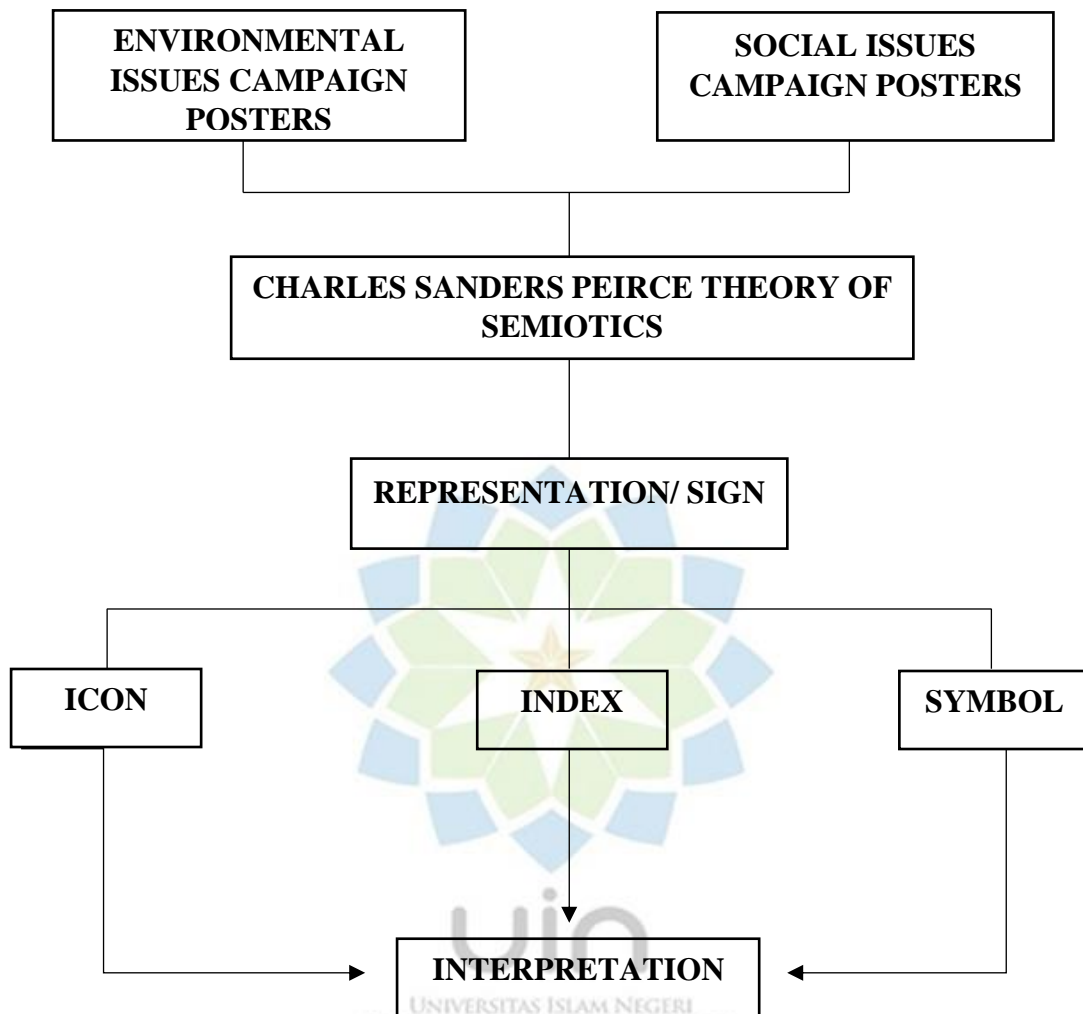 ENVIRONMENTAL
ISSUES CAMPAIGN
POSTERS
SOCIAL ISSUES
CAMPAIGN POSTERS
CHARLES SANDERS PEIRCE THEORY OF
SEMIOTICS
REPRESENTATION/ SIGN
ICON
INDEX
SYMBOL
uin
INTERPRETATION
UNIVERSITAS ISLAM NEGERI